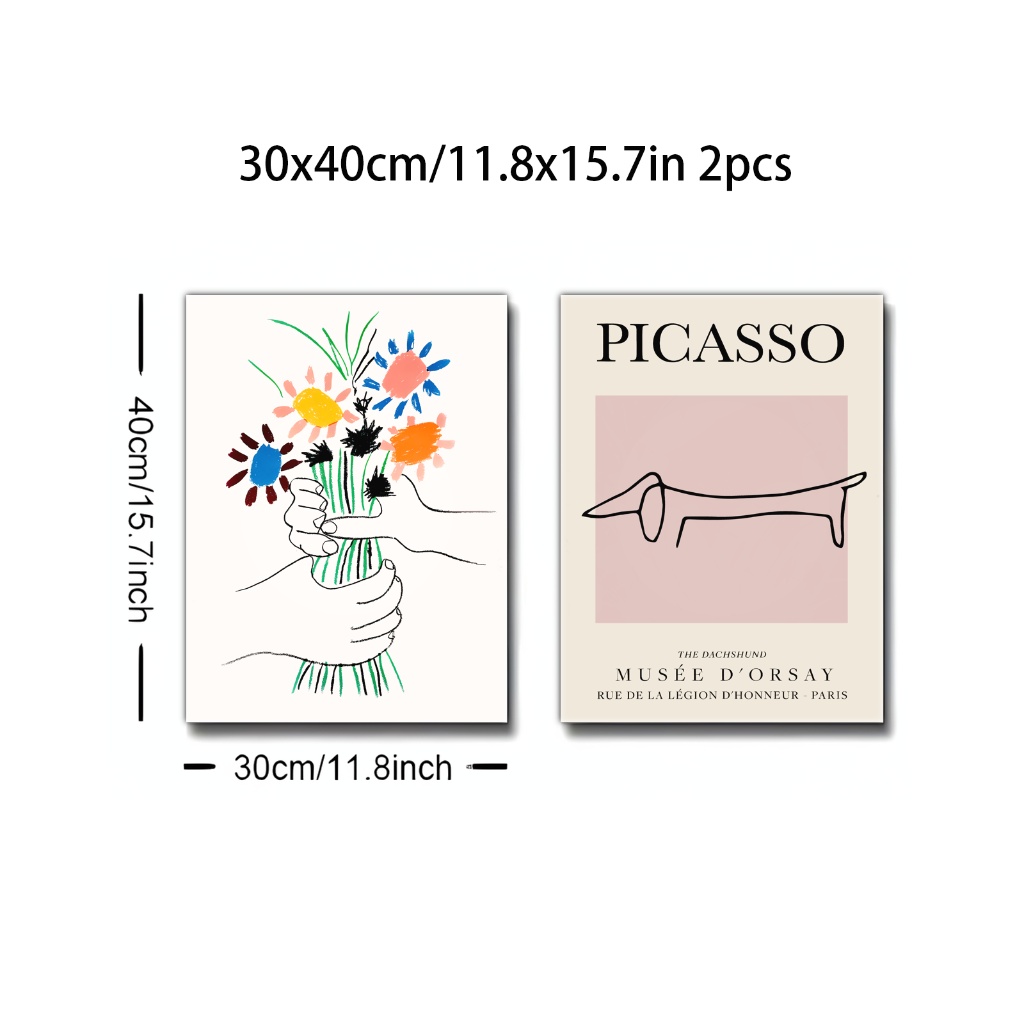 30x40cm/11.8x15.7in 2pcs
40cm/15.7inch
PICASSO
THE DACHSHUND
MUSÉE D'ORSAY
RUE DE LA LÉGION D'HONNEUR · PARIS
30cm/11.8inch